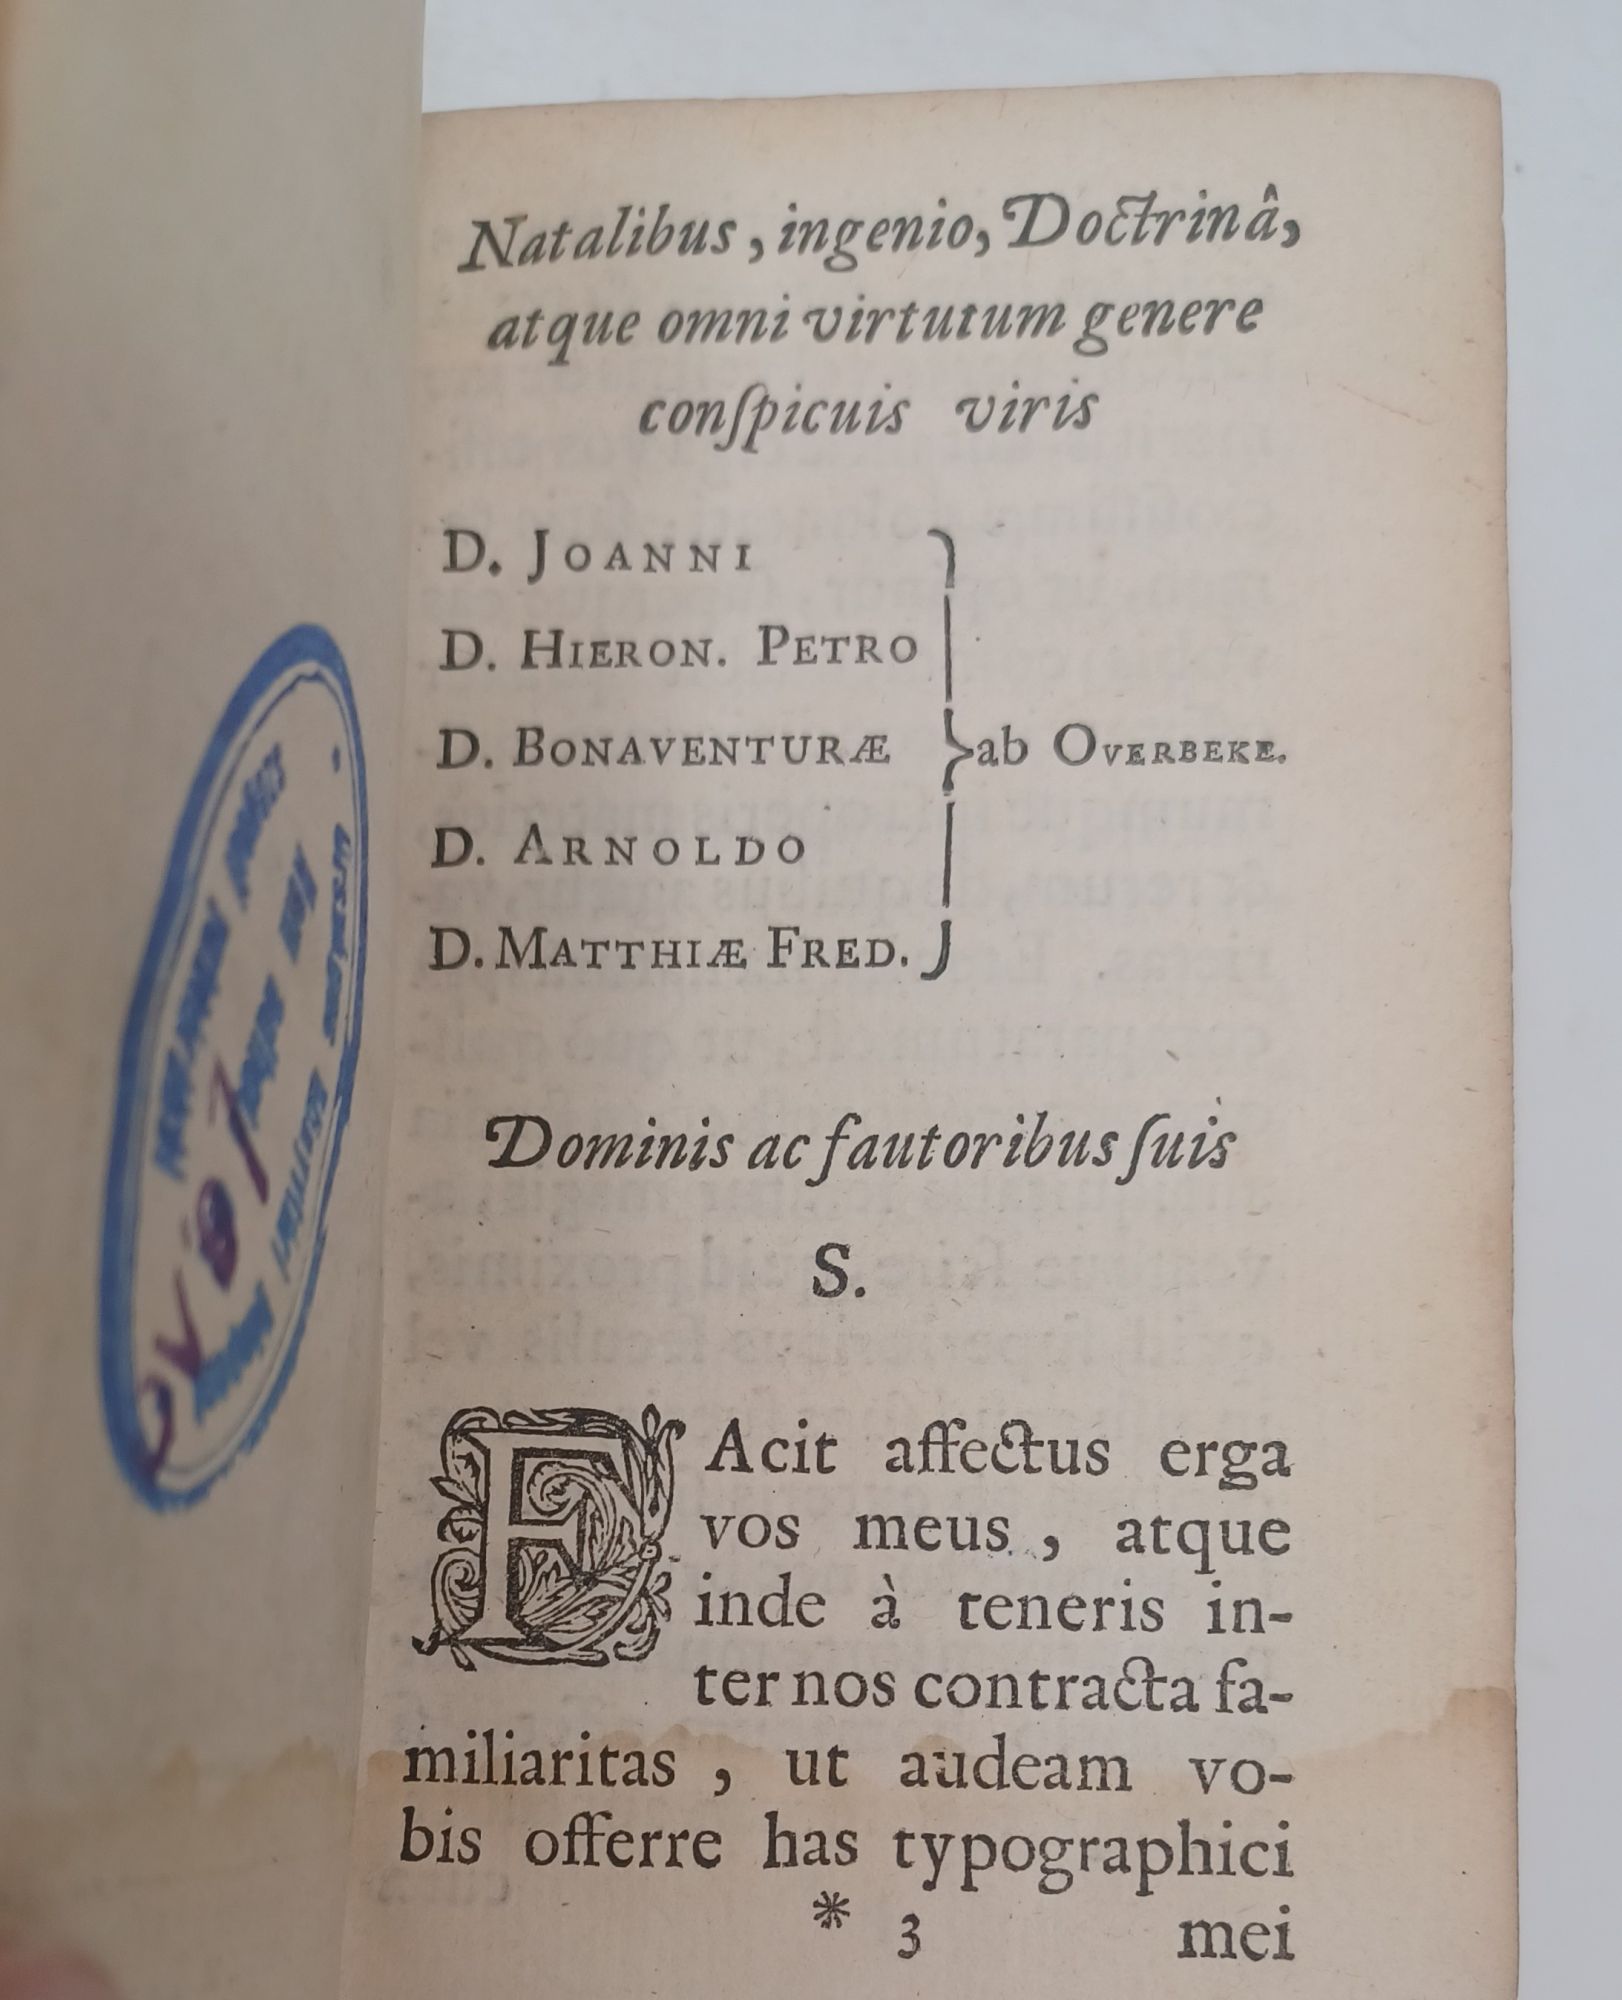 Natalibus, ingenio, Doctrinâ,
atque omni virtutum genere
conſpicuis viris
D. JOANNI
D. HIERON. PETRO
D. BONAVENTURÆ } ab OVERBEKE.
D. ARNOLDO
D. MATTHIÆ FRED.
Dominis ac fautoribus ſuis
S.
FAcit affectus erga
vos meus, atque
inde à teneris in-
ter nos contracta fa-
miliaritas, ut audeam vo-
bis offerre has typographici
* 3 mei